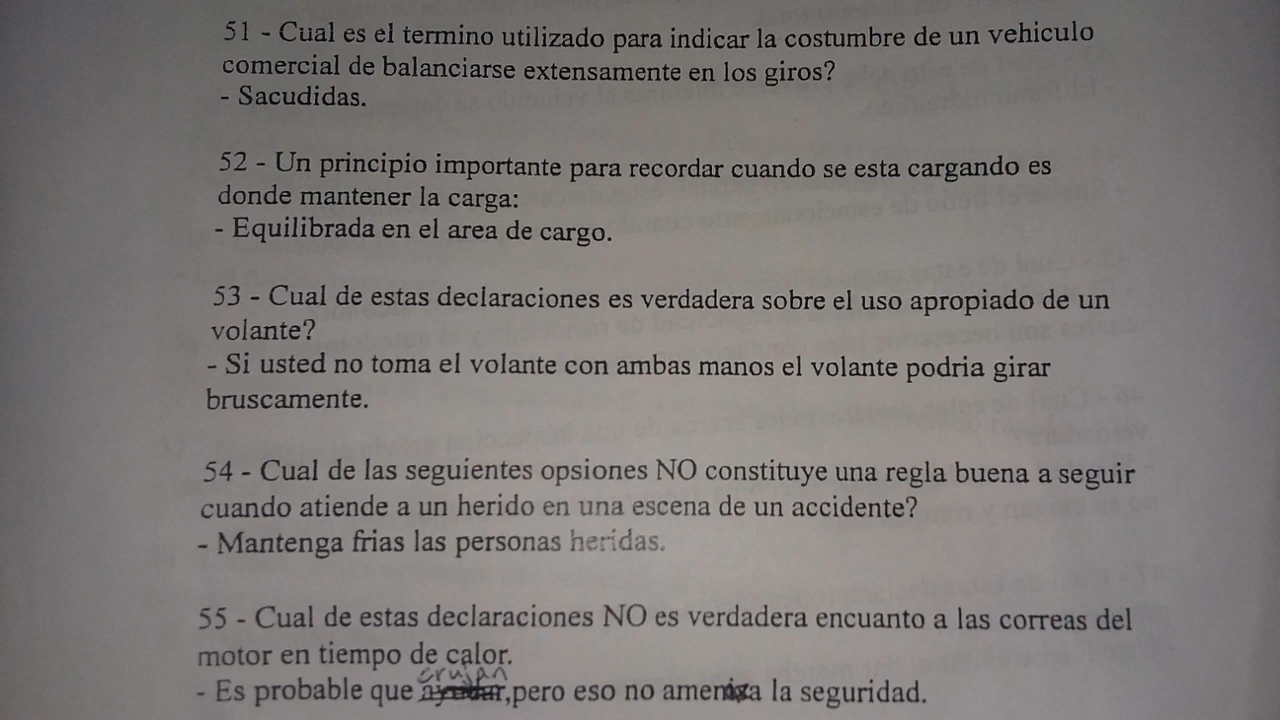 51 - Cual es el termino utilizado para indicar la costumbre de un vehiculo
comercial de balanciarse extensamente en los giros?
- Sacudidas.
52 - Un principio importante para recordar cuando se esta cargando es
donde mantener la carga:
- Equilibrada en el area de cargo.
53 - Cual de estas declaraciones es verdadera sobre el uso apropiado de un
volante?
- Si usted no toma el volante con ambas manos el volante podria girar
bruscamente.
54 - Cual de las seguientes opsiones NO constituye una regla buena a seguir
cuando atiende a un herido en una escena de un accidente?
- Mantenga frias las personas heridas.
55 - Cual de estas declaraciones NO es verdadera encuanto a las correas del
motor en tiempo de calor.
crujan
- Es probable que ,pero eso no ameniza la seguridad.